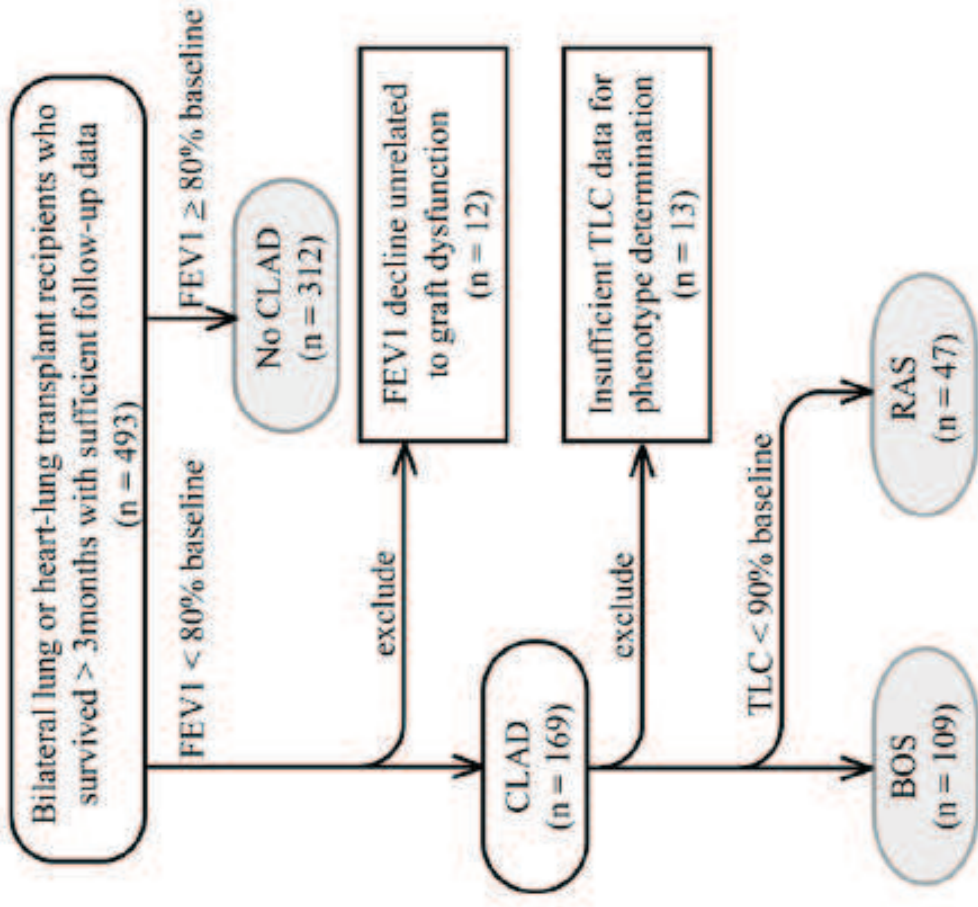 Bilateral lung or heart-lung transplant recipients who
survived > 3months with sufficient follow-up data
(n = 493)
FEV1 < 80% baseline
FEV1 ≥ 80% baseline
No CLAD
(n = 312)
exclude
FEV1 decline unrelated
to graft dysfunction
(n = 12)
CLAD
(n = 169)
exclude
Insufficient TLC data for
phenotype determination
(n = 13)
TLC < 90% baseline
BOS
(n = 109)
RAS
(n = 47)